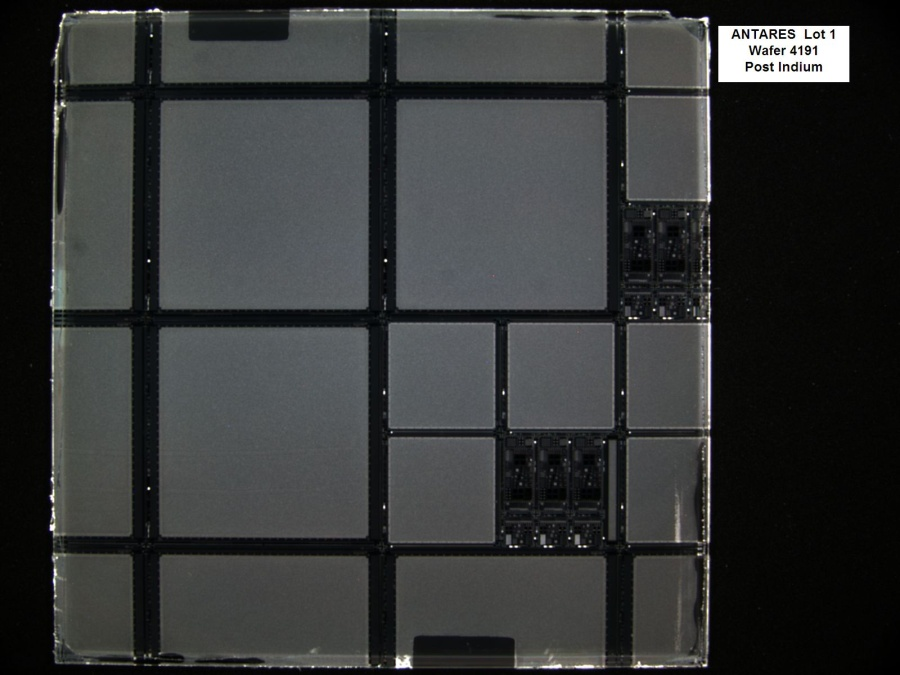 ANTARES Lot 1
Wafer 4191
Post Indium